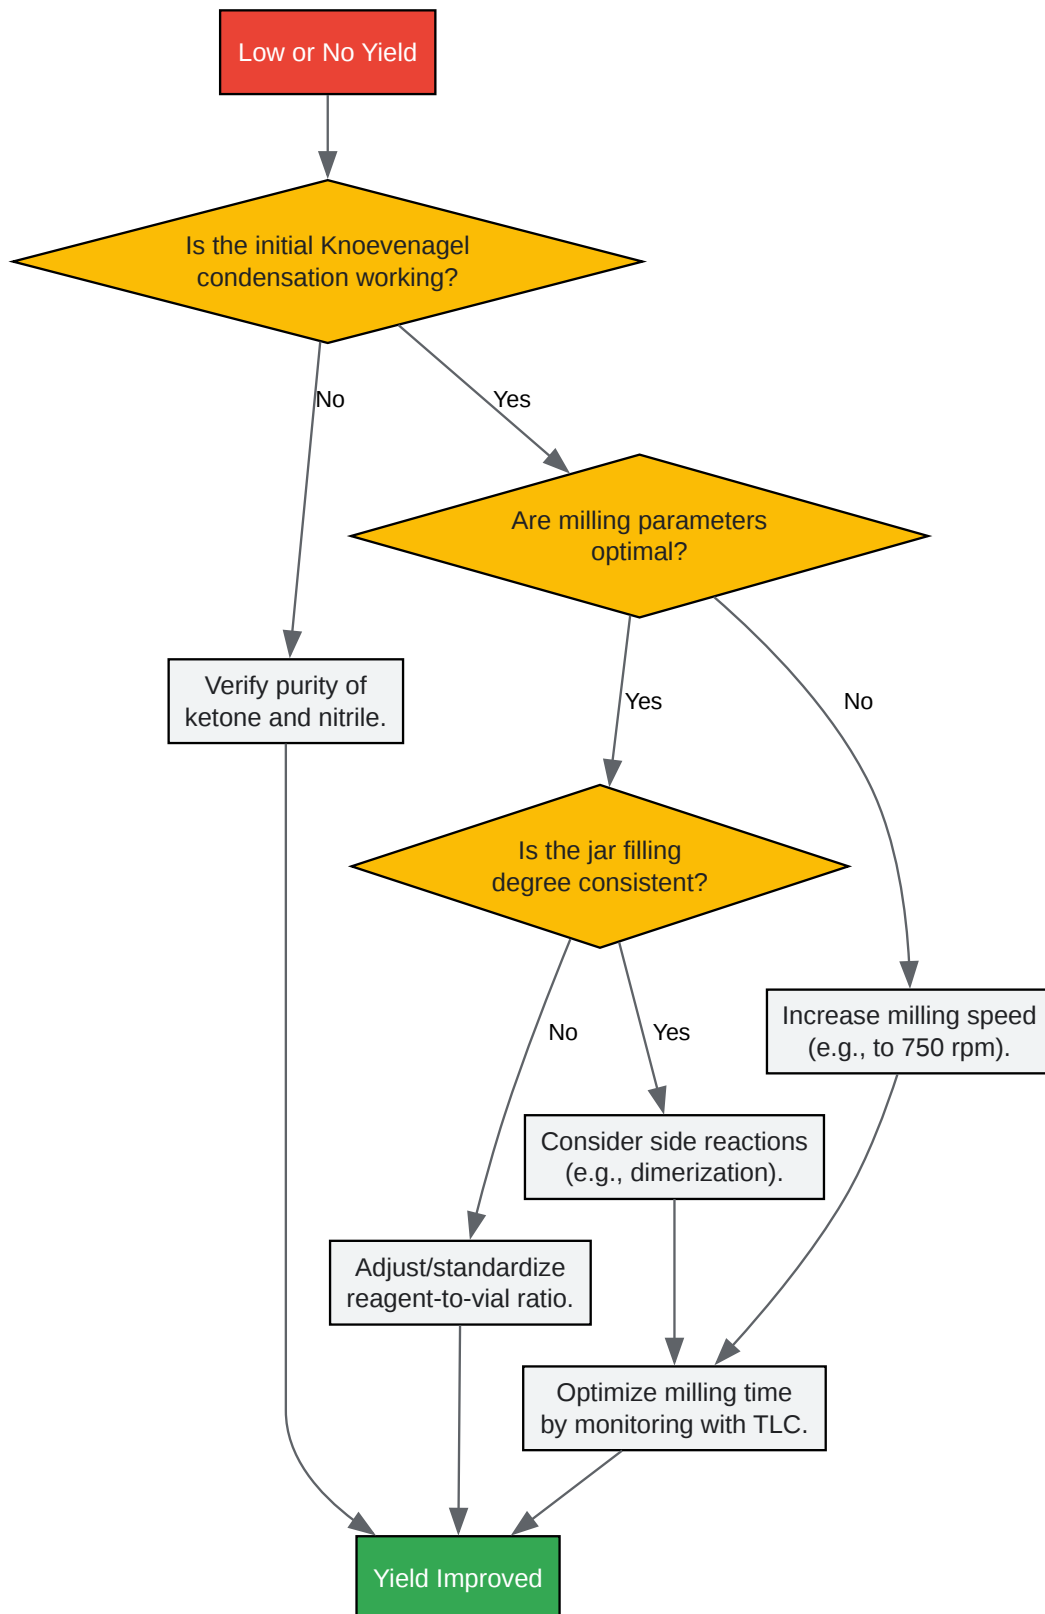 Low or No Yield
Is the initial Knoevenagel
condensation working?
No
Yes
Are milling parameters
optimal?
Verify purity of
ketone and nitrile.
Yes
No
Is the jar filling
degree consistent?
Increase milling speed
(e.g., to 750 rpm).
No
Yes
Consider side reactions
(e.g., dimerization).
Adjust/standardize
reagent-to-vial ratio.
Optimize milling time
by monitoring with TLC.
Yield Improved